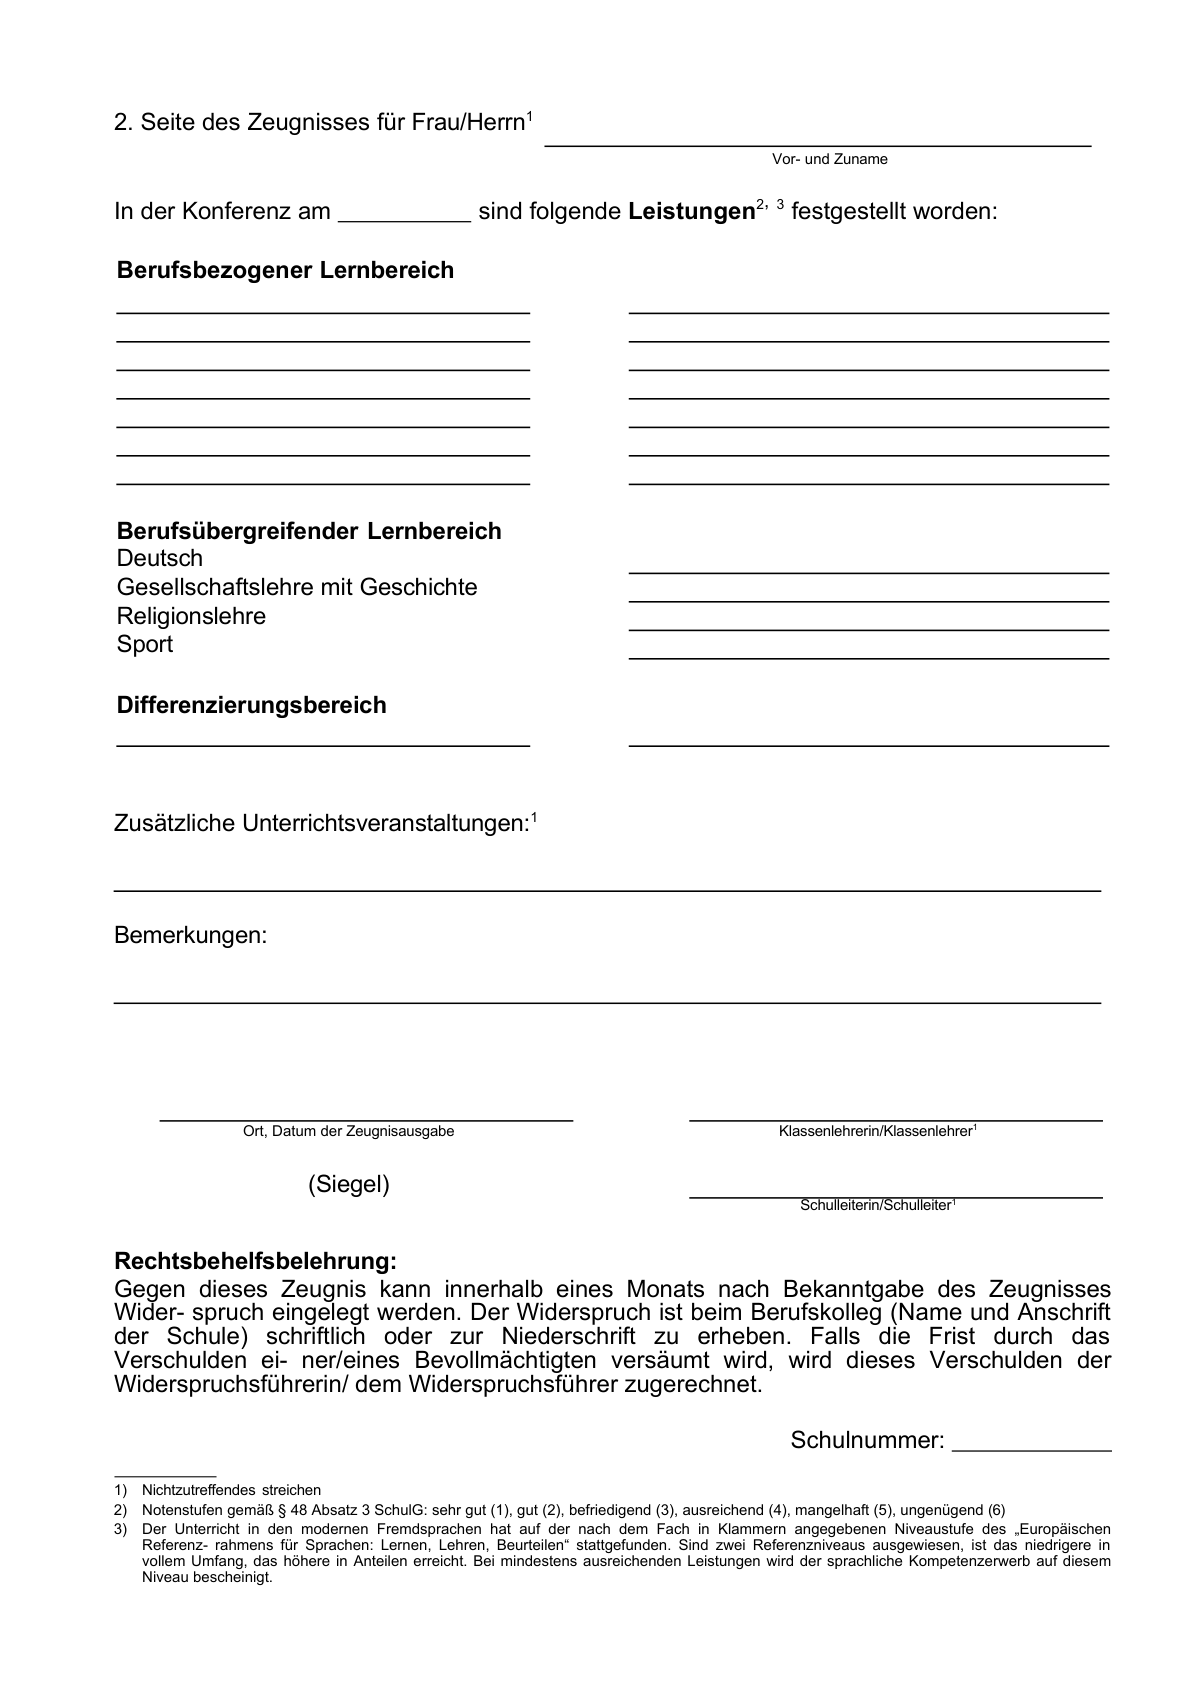 2. Seite des Zeugnisses für Frau/Herrn1
Vor- und Zuname
In der Konferenz am __________ sind folgende Leistungen2, 3 festgestellt worden:
Berufsbezogener Lernbereich
Berufsübergreifender Lernbereich
Deutsch
Gesellschaftslehre mit Geschichte
Religionslehre
Sport
Differenzierungsbereich
Zusätzliche Unterrichtsveranstaltungen:1
Bemerkungen:
Ort, Datum der Zeugnisausgabe
Klassenlehrerin/Klassenlehrer1
(Siegel)
Schulleiterin/Schulleiter1
Rechtsbehelfsbelehrung:
Gegen dieses Zeugnis kann innerhalb eines Monats nach Bekanntgabe des Zeugnisses
Wider- spruch eingelegt werden. Der Widerspruch ist beim Berufskolleg (Name und Anschrift
der Schule) schriftlich oder zur Niederschrift zu erheben. Falls die Frist durch das
Verschulden ei- ner/eines Bevollmächtigten versäumt wird, wird dieses Verschulden der
Widerspruchsführerin/ dem Widerspruchsführer zugerechnet.
Schulnummer: ____________
1) Nichtzutreffendes streichen
2) Notenstufen gemäß § 48 Absatz 3 SchulG: sehr gut (1), gut (2), befriedigend (3), ausreichend (4), mangelhaft (5), ungenügend (6)
3) Der Unterricht in den modernen Fremdsprachen hat auf der nach dem Fach in Klammern angegebenen Niveaustufe des „Europäischen
Referenz- rahmens für Sprachen: Lernen, Lehren, Beurteilen“ stattgefunden. Sind zwei Referenzniveaus ausgewiesen, ist das niedrigere in
vollem Umfang, das höhere in Anteilen erreicht. Bei mindestens ausreichenden Leistungen wird der sprachliche Kompetenzerwerb auf diesem
Niveau bescheinigt.